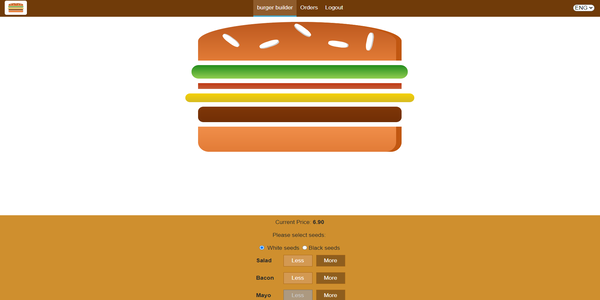 burger builder Orders Logout ENG
Current Price: 6.90
Please select seeds:
White seeds Black seeds
Salad Less More
Bacon Less More
Mayo Less More